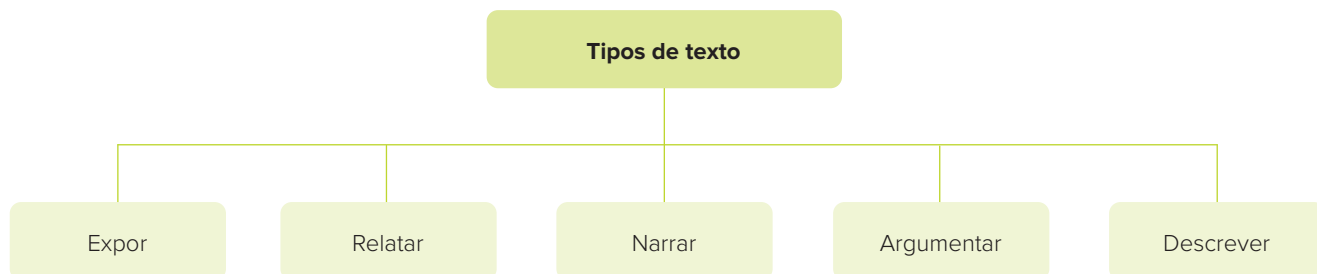 Tipos de texto
Expor
Relatar
Narrar
Argumentar
Descrever